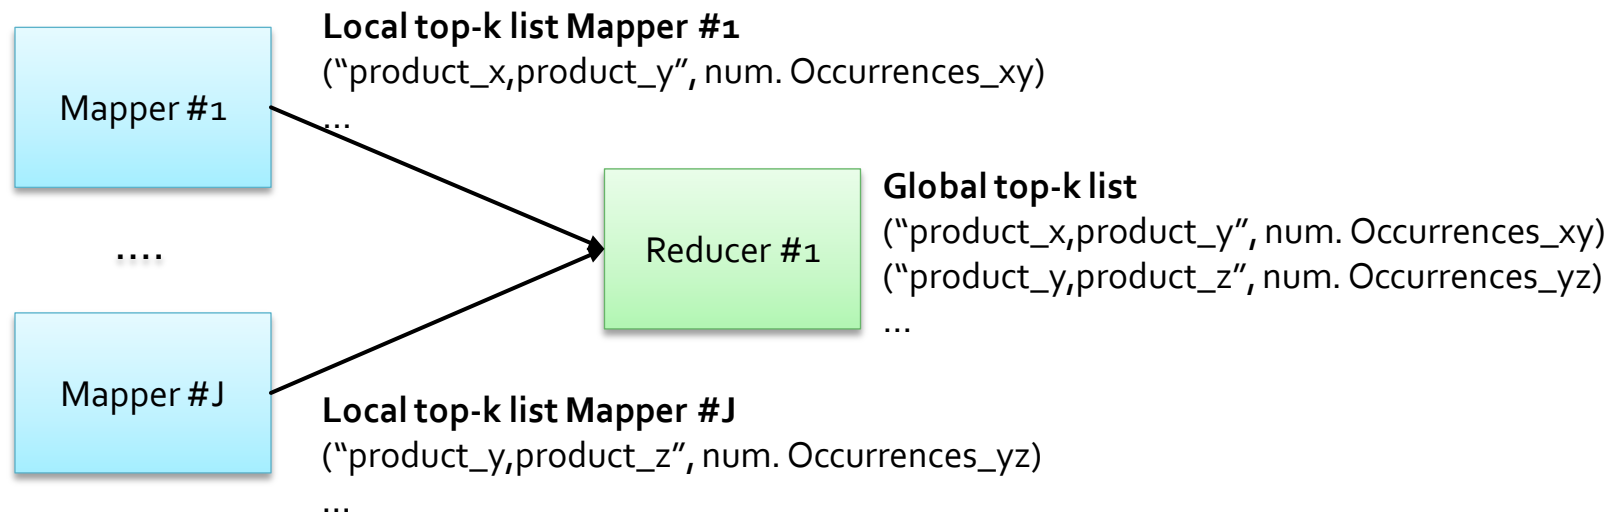 Local top-k list Mapper #1
(“product_x,product_y”, num. Occurrences_xy)
...
Mapper #1
Global top-k list
(“product_x,product_y”, num. Occurrences_xy)
(“product_y,product_z”, num. Occurrences_yz)
...
Reducer #1
....
Mapper #J
Local top-k list Mapper #J
(“product_y,product_z”, num. Occurrences_yz)
...